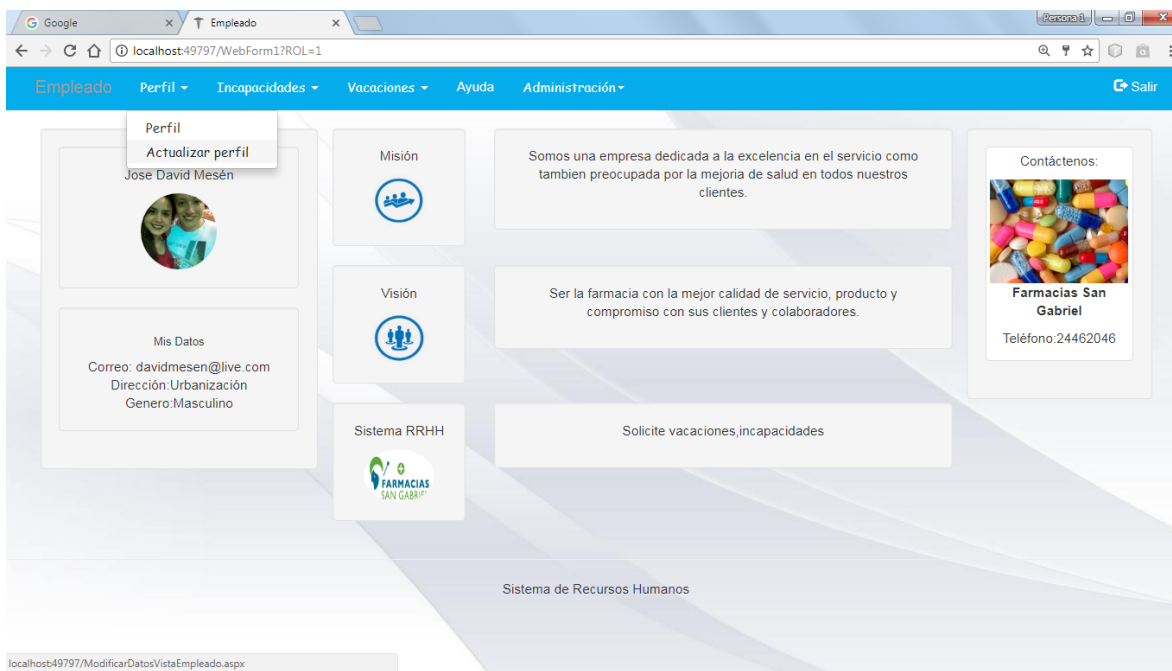 Google
Empleado
Persona 1
localhost:49797/WebForm1?ROL=1
Empleado Perfil Incapacidades Vacaciones Ayuda Administración Salir
Perfil
Actualizar perfil
Jose David Mesén
Mis Datos
Correo: davidmesen@live.com
Dirección:Urbanización
Genero:Masculino
Misión
Somos una empresa dedicada a la excelencia en el servicio como
tambien preocupada por la mejoria de salud en todos nuestros
clientes.
Visión
Ser la farmacia con la mejor calidad de servicio, producto y
compromiso con sus clientes y colaboradores.
Sistema RRHH
FARMACIAS
SAN GABRIEL
Solicite vacaciones,incapacidades
Contáctenos:
Farmacias San
Gabriel
Teléfono:24462046
Sistema de Recursos Humanos
localhost:49797/ModificarDatosVistaEmpleado.aspx